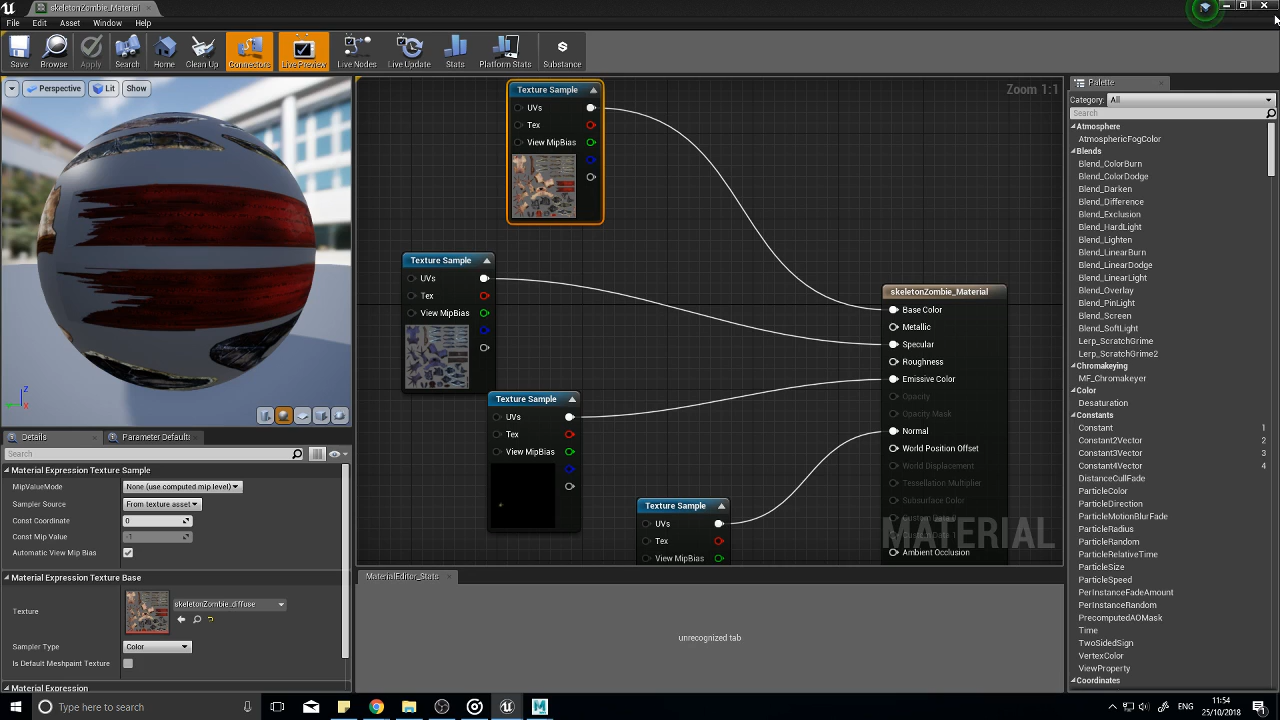 skeletonZombie_Material
File Edit Asset Window Help
Save Browse Apply Search Home Clean Up Connectors Live Preview Live Nodes Live Update Stats Platform Stats Substance
Perspective Lit Show
Z
X
Details Parameter Default
Search
Material Expression Texture Sample
MipValueMode None (use computed mip level)
Sampler Source From texture asset
Const Coordinate 0
Const Mip Value -1
Automatic View Mip Bias
Material Expression Texture Base
Texture skeletonZombie_diffuse
Sampler Type Color
Is Default Meshpaint Texture
Material Expression
Zoom 1:1
Texture Sample
UVs
Tex
View MipBias
Texture Sample
UVs
Tex
View MipBias
Texture Sample
UVs
Tex
View MipBias
Texture Sample
UVs
Tex
View MipBias
skeletonZombie_Material
Base Color
Metallic
Specular
Roughness
Emissive Color
Opacity
Opacity Mask
Normal
World Position Offset
World Displacement
Tessellation Multiplier
Subsurface Color
Custom Data 0
Custom Data 1
Ambient Occlusion
MATERIAL
MaterialEditor_Stats
unrecognized tab
Palette
Category: All
Search
Atmosphere
AtmosphericFogColor
Blends
Blend_ColorBurn
Blend_ColorDodge
Blend_Darken
Blend_Difference
Blend_Exclusion
Blend_HardLight
Blend_Lighten
Blend_LinearBurn
Blend_LinearDodge
Blend_LinearLight
Blend_Overlay
Blend_PinLight
Blend_Screen
Blend_SoftLight
Lerp_ScratchGrime
Lerp_ScratchGrime2
Chromakeying
MF_Chromakeyer
Color
Desaturation
Constants
Constant 1
Constant2Vector 2
Constant3Vector 3
Constant4Vector 4
DistanceCullFade
ParticleColor
ParticleDirection
ParticleMotionBlurFade
ParticleRadius
ParticleRandom
ParticleRelativeTime
ParticleSize
ParticleSpeed
PerInstanceFadeAmount
PerInstanceRandom
PrecomputedAOMask
Time
TwoSidedSign
VertexColor
ViewProperty
Coordinates
Type here to search
ENG
11:54
25/10/2018
1